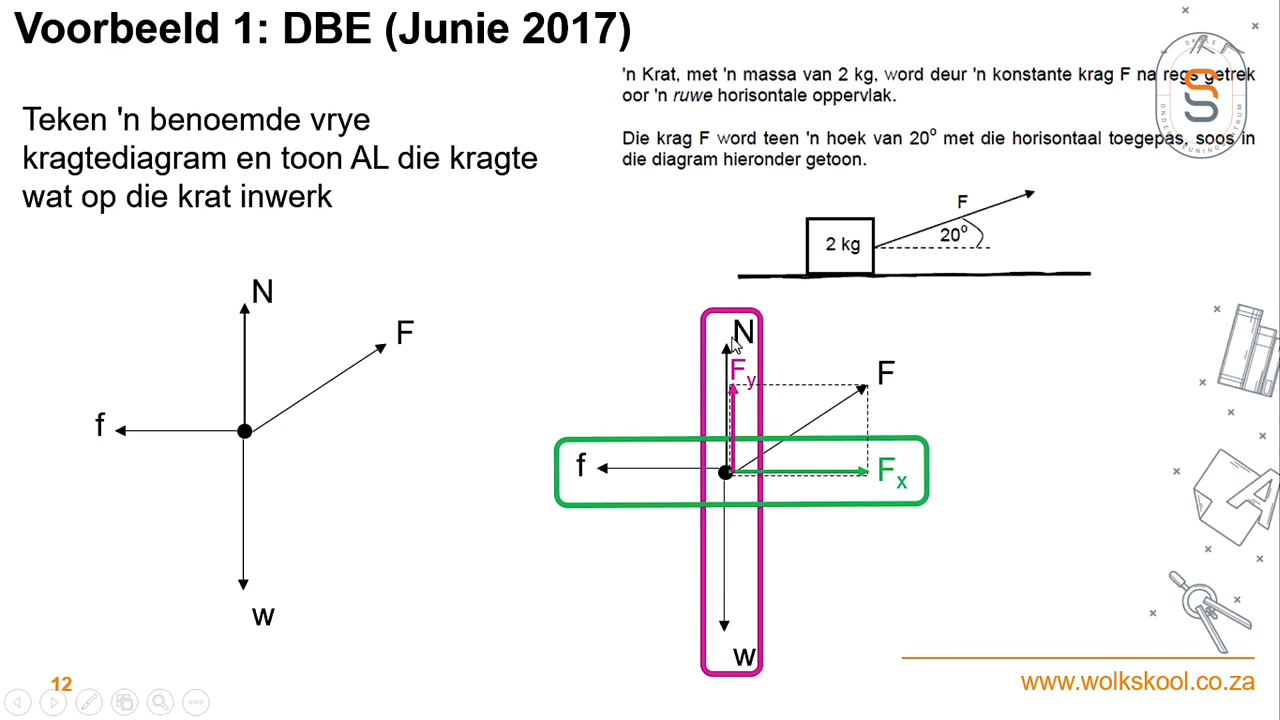 Voorbeeld 1: DBE (Junie 2017)
Teken 'n benoemde vrye
kragtediagram en toon AL die kragte
wat op die krat inwerk
'n Krat, met 'n massa van 2 kg, word deur 'n konstante krag F na regs getrek
oor 'n ruwe horisontale oppervlak.
Die krag F word teen 'n hoek van 20° met die horisontaal toegepas, soos in
die diagram hieronder getoon.
F
20°
2 kg
N
F
f
w
N
Fy
F
f
Fx
w
12
www.wolkskool.co.za